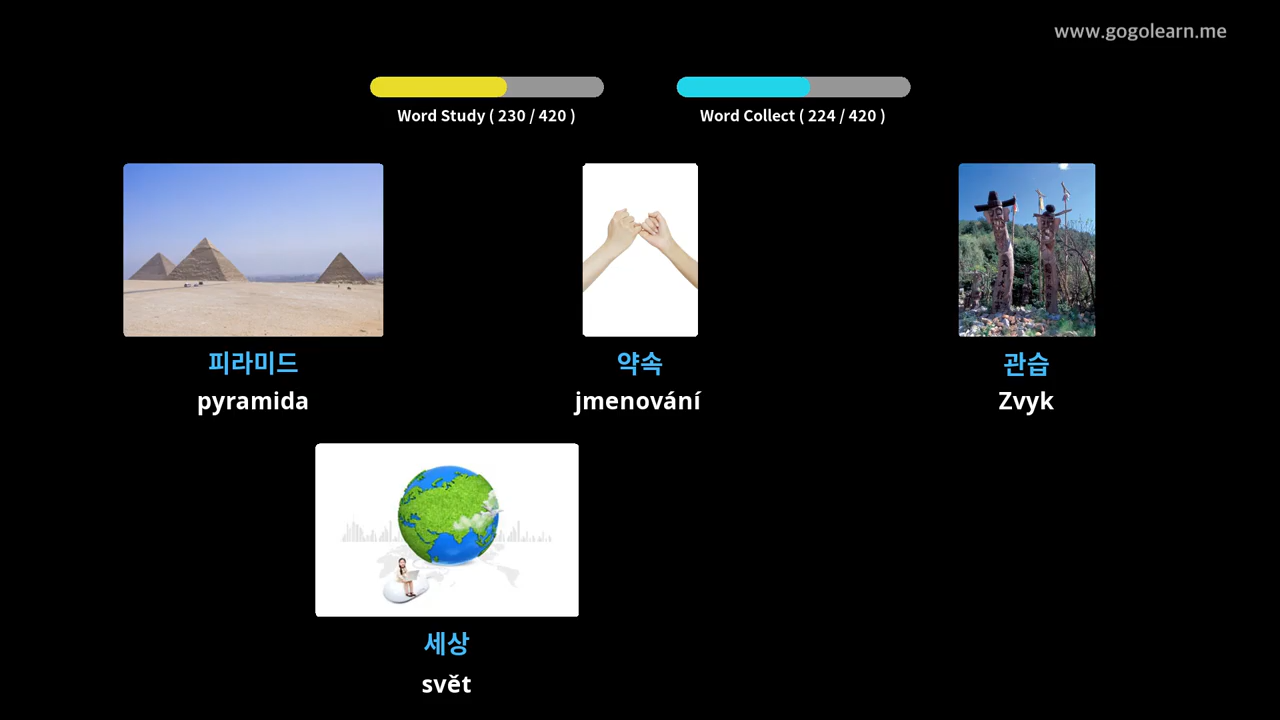 www.gogolearn.me
Word Study ( 230 / 420 )
Word Collect ( 224 / 420 )
피라미드
pyramida
약속
jmenování
관습
Zvyk
세상
svět